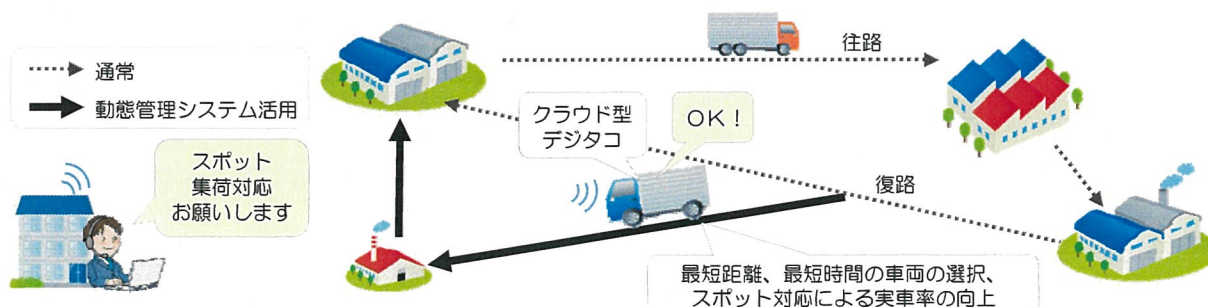 通常
動態管理システム活用
スポット
集荷対応
お願いします
往路
クラウド型
デジタコ
OK!
復路
最短距離、最短時間の車両の選択、
スポット対応による実車率の向上